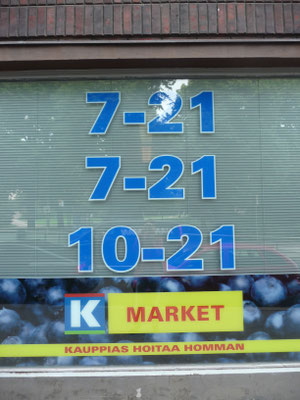 7-21
7-21
10-21
K MARKET
KAUPPIAS HOITAA HOMMAN